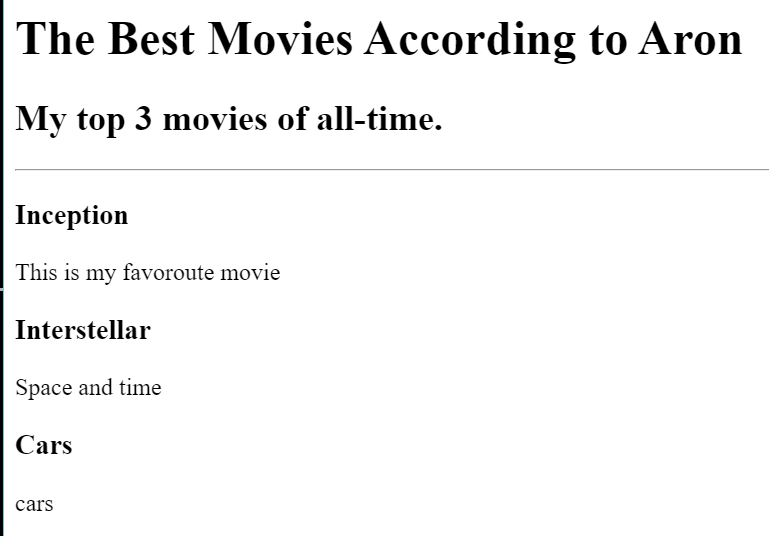 The Best Movies According to Aron
My top 3 movies of all-time.
Inception
This is my favoroute movie
Interstellar
Space and time
Cars
cars